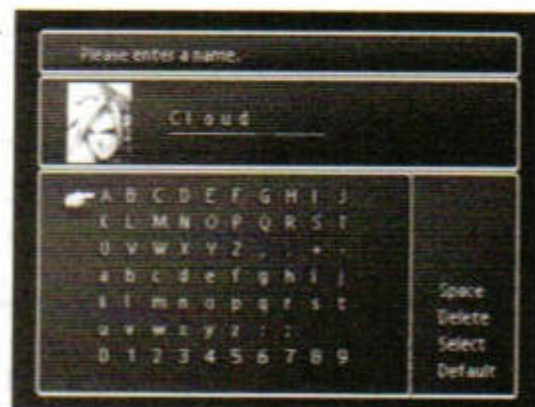 Please enter a name.
Cloud
A B C D E F G H I J
K L M N O P Q R S T
U V W X Y Z
a b c d e f g h i j
k l m n o p q r s t
u v w x y z : ;
0 1 2 3 4 5 6 7 8 9
Space
Delete
Select
Default